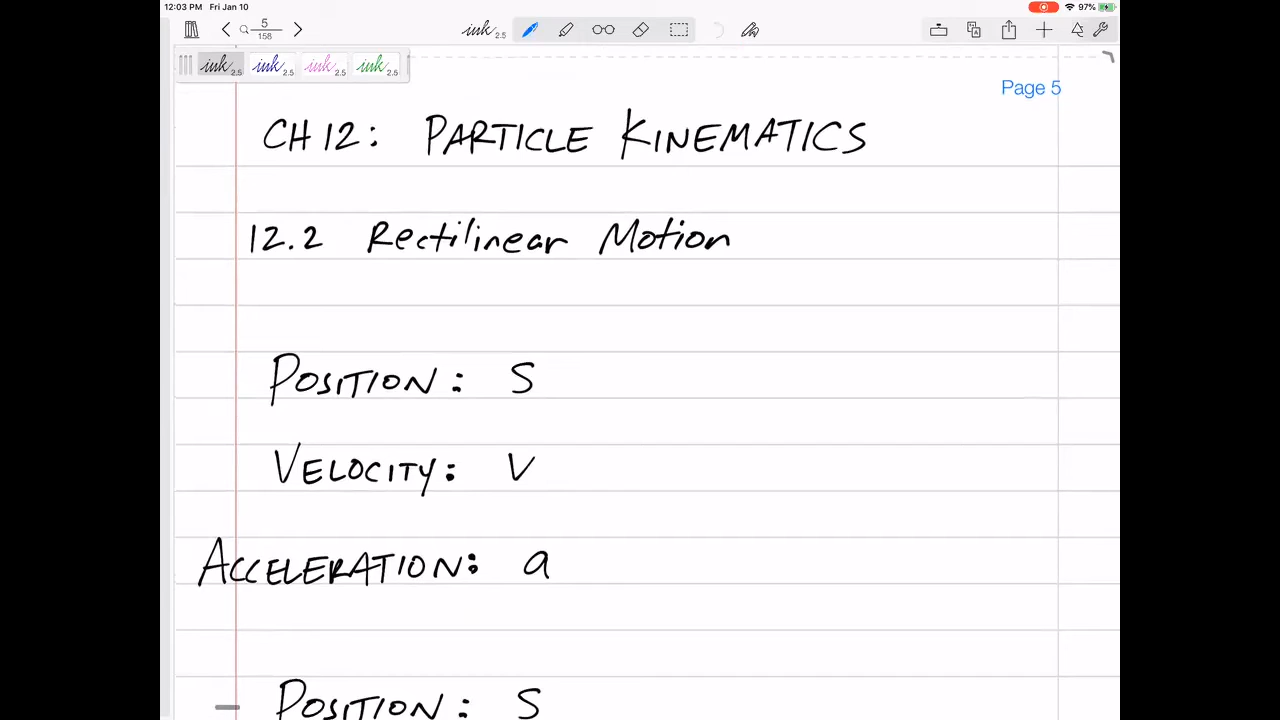 12:03 PM Fri Jan 10
97%
5
158
ink 2.5
ink 2.5 ink 2.5 ink 2.5 ink 2.5
Page 5
CH 12: PARTICLE KINEMATICS
12.2 Rectilinear Motion
POSITION: S
VELOCITY: V
ACCELERATION: a
POSITION: S